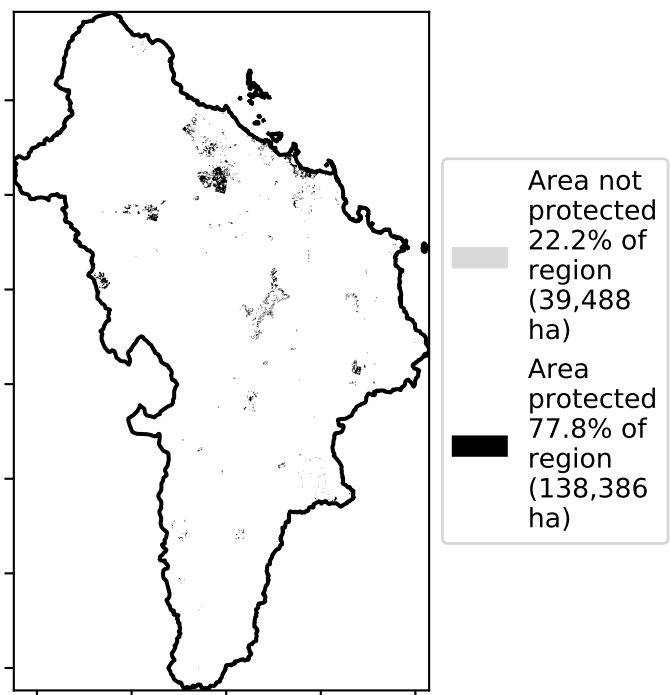 Area not
protected
22.2% of
region
(39,488
ha)
Area
protected
77.8% of
region
(138,386
ha)